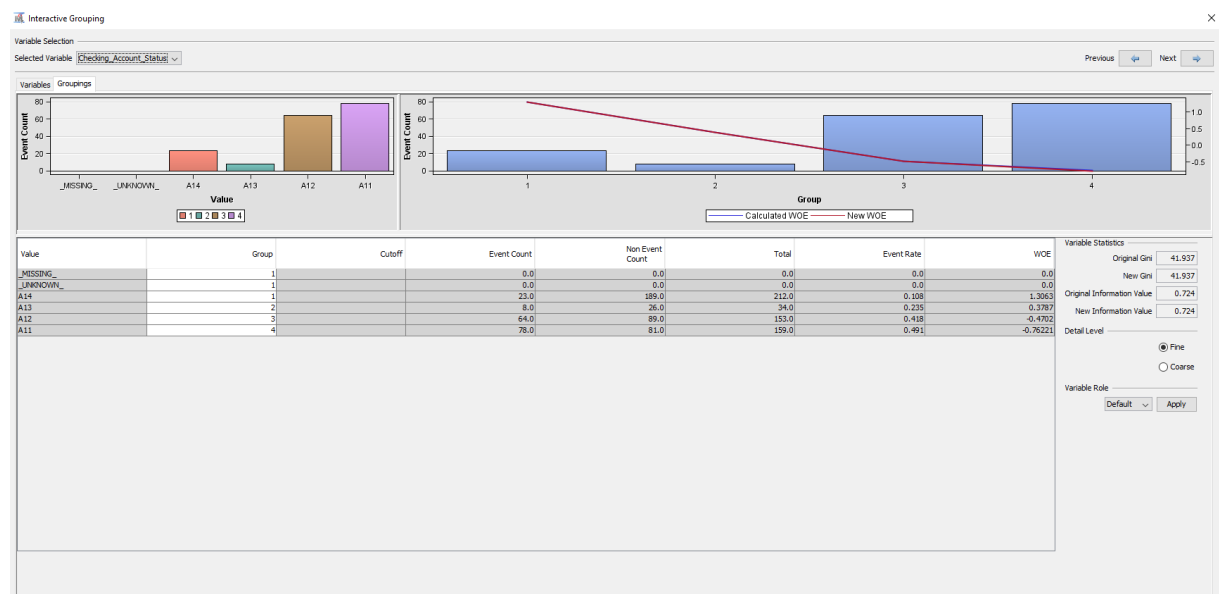 Interactive Grouping
Variable Selection
Selected Variable Checking_Account_Status Previous Next
Variables Groupings
Event Count
80
60
40
20
0
_MISSING_ _UNKNOWN_ A14 A13 A12 A11
Value
1 2 3 4
Event Count
80
60
40
20
0
1.0
0.5
0.0
-0.5
1 2 3 4
Group
Calculated WOE New WOE
Value Group Cutoff Event Count Non Event Count Total Event Rate WOE
_MISSING_ 1 0.0 0.0 0.0 0.0 0.0
_UNKNOWN_ 1 0.0 0.0 0.0 0.0 0.0
A14 1 23.0 189.0 212.0 0.108 1.3063
A13 2 8.0 26.0 34.0 0.235 0.3787
A12 3 64.0 89.0 153.0 0.418 -0.4702
A11 4 78.0 81.0 159.0 0.491 -0.76221
Variable Statistics
Original Gini 41.937
New Gini 41.937
Original Information Value 0.724
New Information Value 0.724
Detail Level
Fine
Coarse
Variable Role
Default Apply